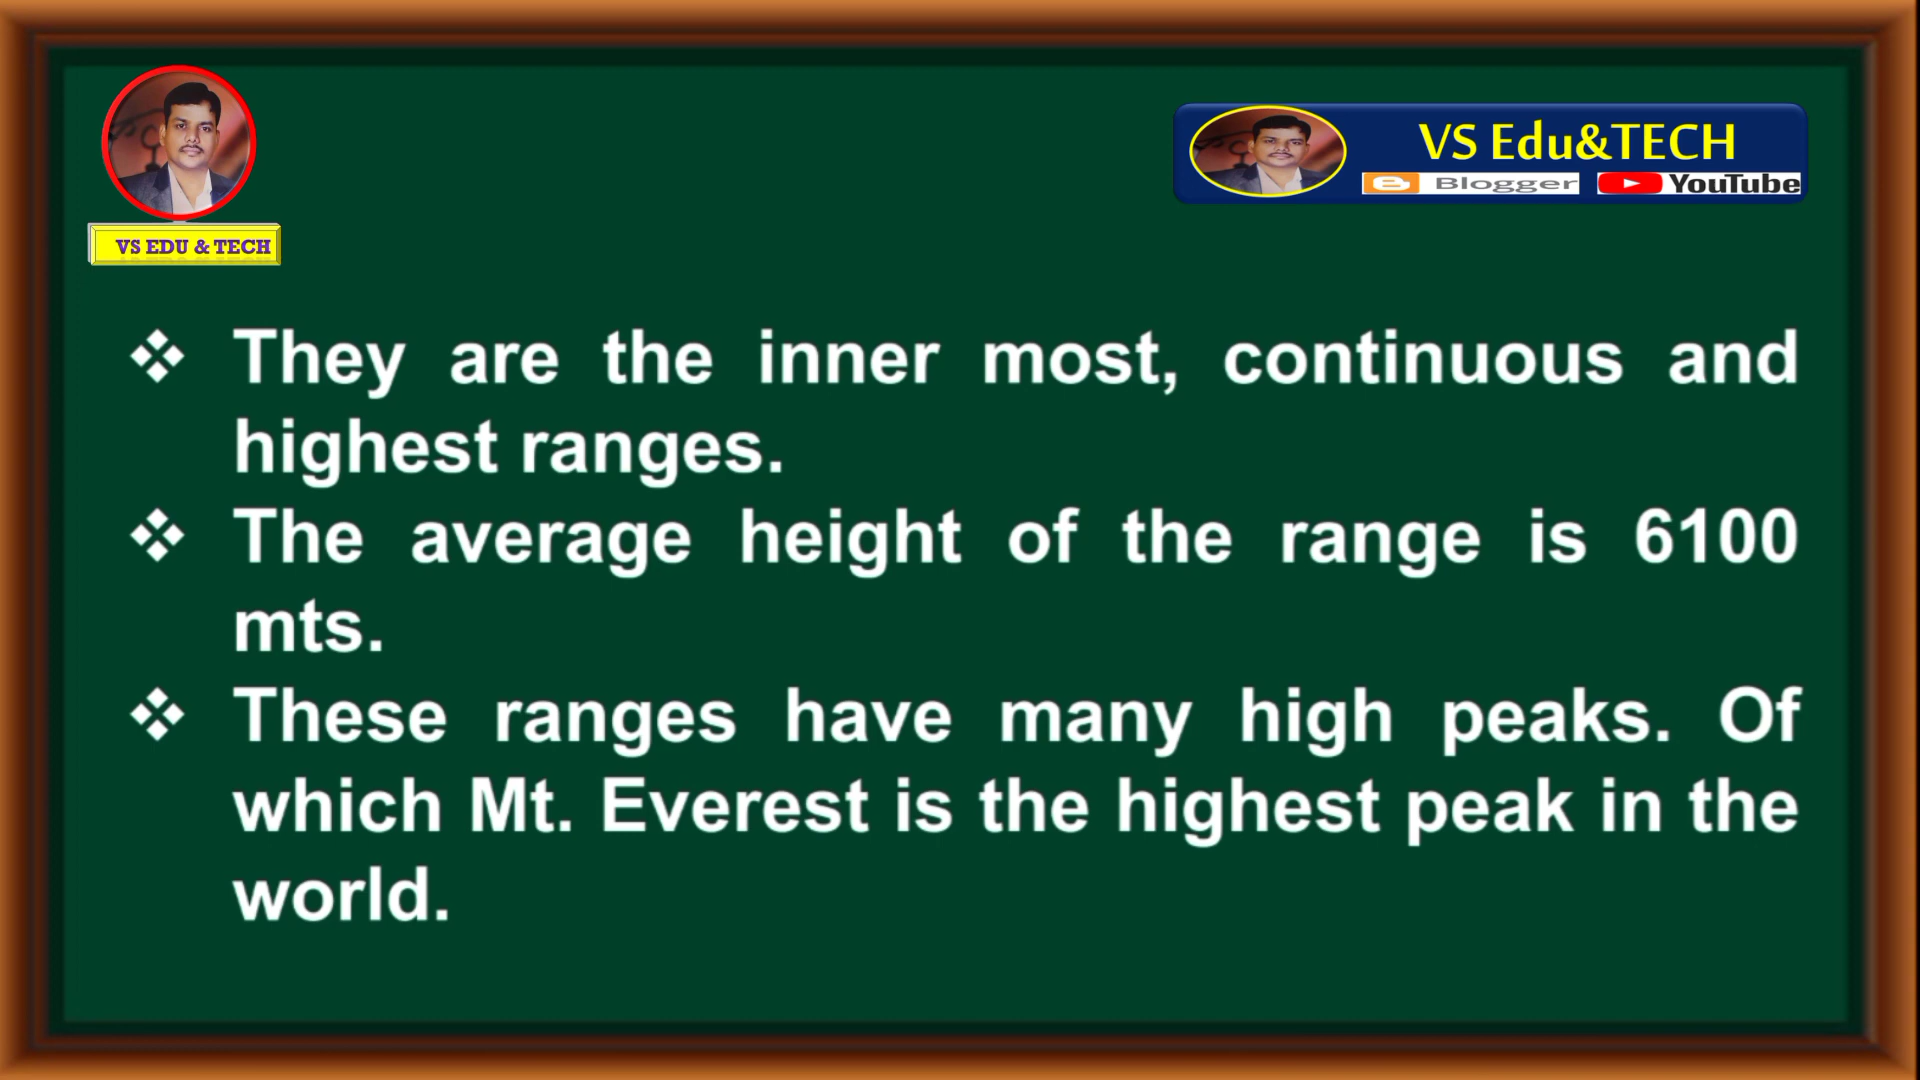 VS Edu&TECH
Blogger YouTube
VS EDU & TECH
They are the inner most, continuous and
highest ranges.
The average height of the range is 6100
mts.
These ranges have many high peaks. Of
which Mt. Everest is the highest peak in the
world.